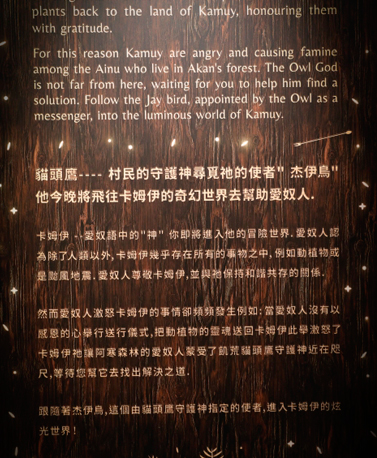 plants back to the land of Kamuy, honouring them
with gratitude.
For this reason Kamuy are angry and causing famine
among the Ainu who live in Akan's forest. The Owl God
is not far from here, waiting for you to help him find a
solution. Follow the Jay bird, appointed by the Owl as a
messenger, into the luminous world of Kamuy.
貓頭鷹---- 村民的守護神尋覓祂的使者" 杰伊鳥"
他今晚將飛往卡姆伊的奇幻世界去幫助愛奴人.
卡姆伊 --愛奴語中的"神" 你即將進入他的冒險世界.愛奴人認
為除了人類以外,卡姆伊幾乎存在所有的事物之中,例如動植物或
是颱風地震.愛奴人尊敬卡姆伊,並與祂保持和諧共存的關係.
然而愛奴人激怒卡姆伊的事情卻頻頻發生例如:當愛奴人沒有以
感恩的心舉行送行儀式,把動植物的靈魂送回卡姆伊此舉激怒了
卡姆伊祂讓阿寒森林的愛奴人蒙受了飢荒貓頭鷹守護神近在咫
尺,等待您幫它去找出解決之道.
跟隨著杰伊鳥,這個由貓頭鷹守護神指定的使者,進入卡姆伊的炫
光世界!